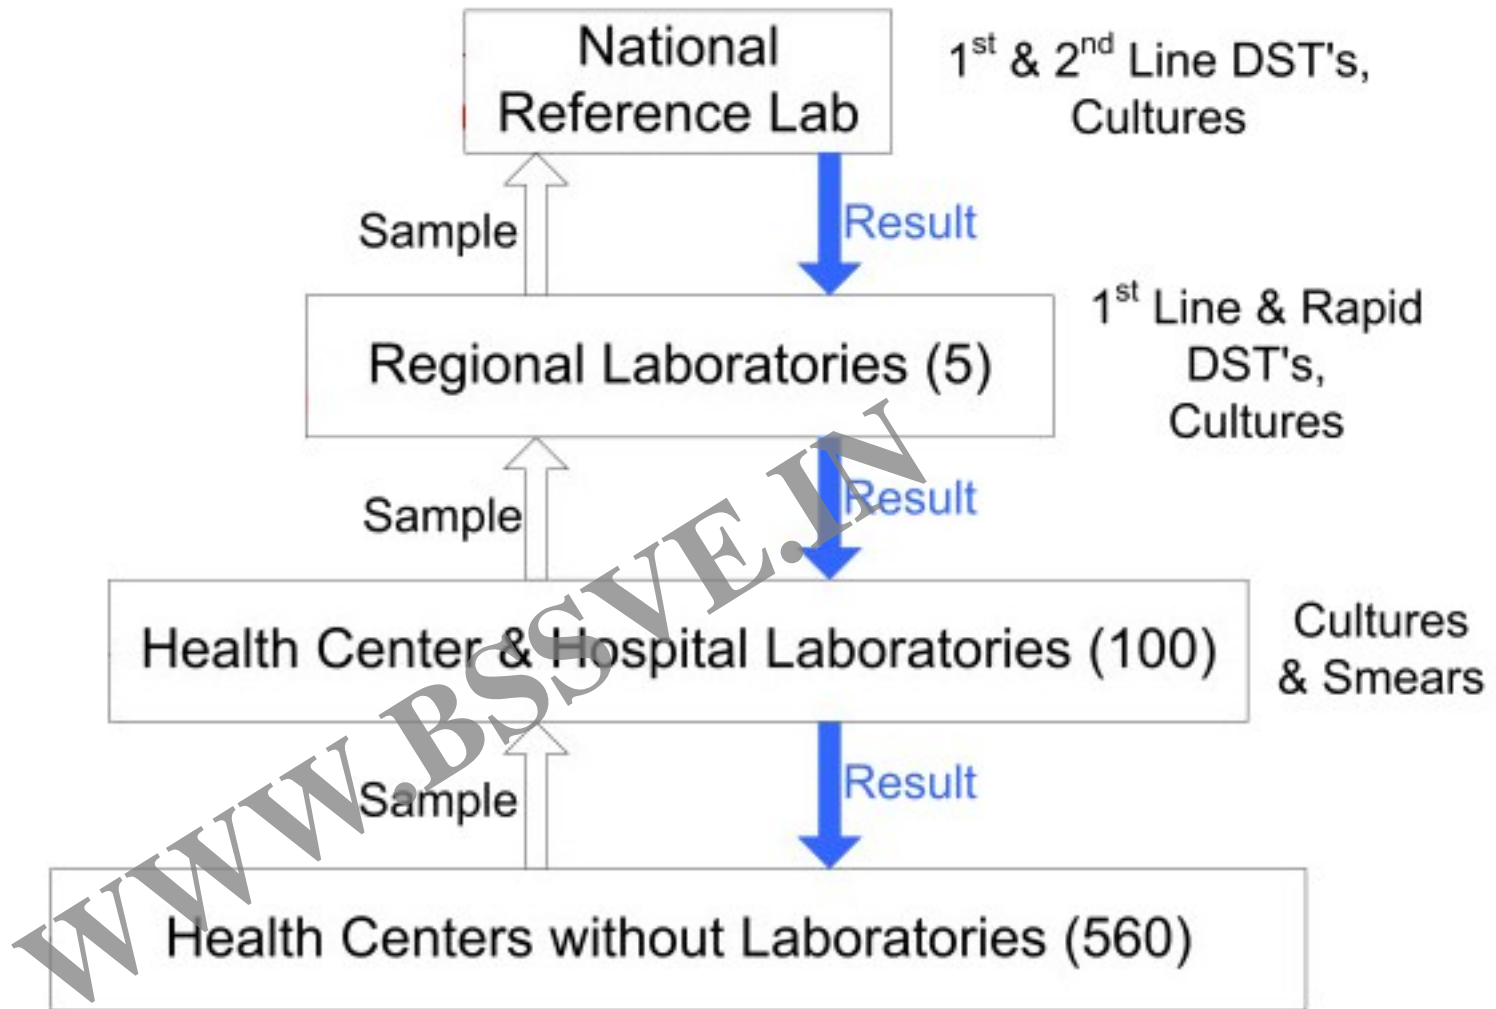 National
Reference Lab
1st & 2nd Line DST's,
Cultures
Sample
Result
Regional Laboratories (5)
1st Line & Rapid
DST's,
Cultures
Sample
Result
Health Center & Hospital Laboratories (100)
Cultures
& Smears
Sample
Result
Health Centers without Laboratories (560)
WWW.BSSVE.IN